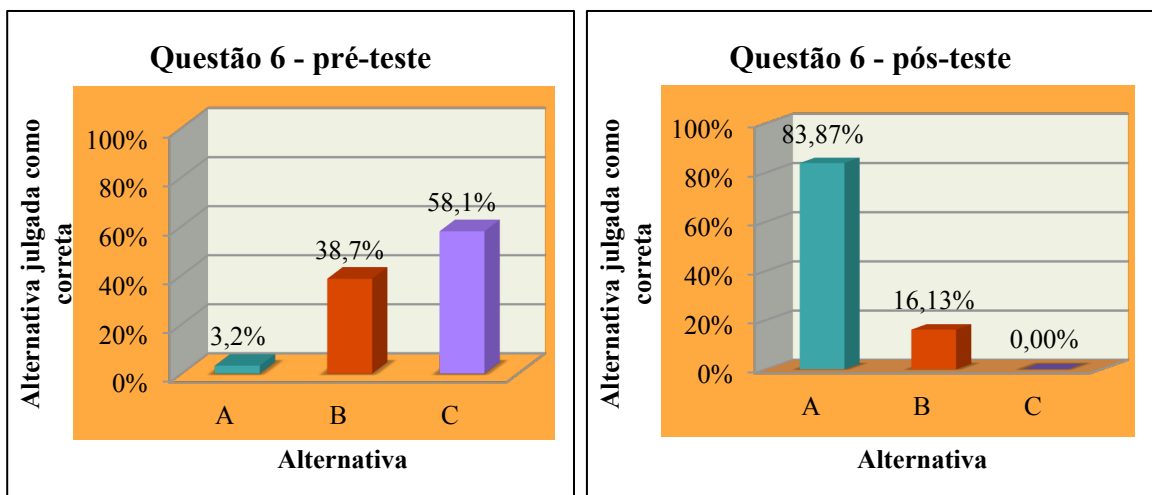 Questão 6 - pré-teste
Alternativa julgada como
correta
100%
80%
60%
40%
20%
0%
3,2%
38,7%
58,1%
A B C
Alternativa
Questão 6 - pós-teste
Alternativa julgada como
correta
100%
80%
60%
40%
20%
0%
83,87%
16,13%
0,00%
A B C
Alternativa